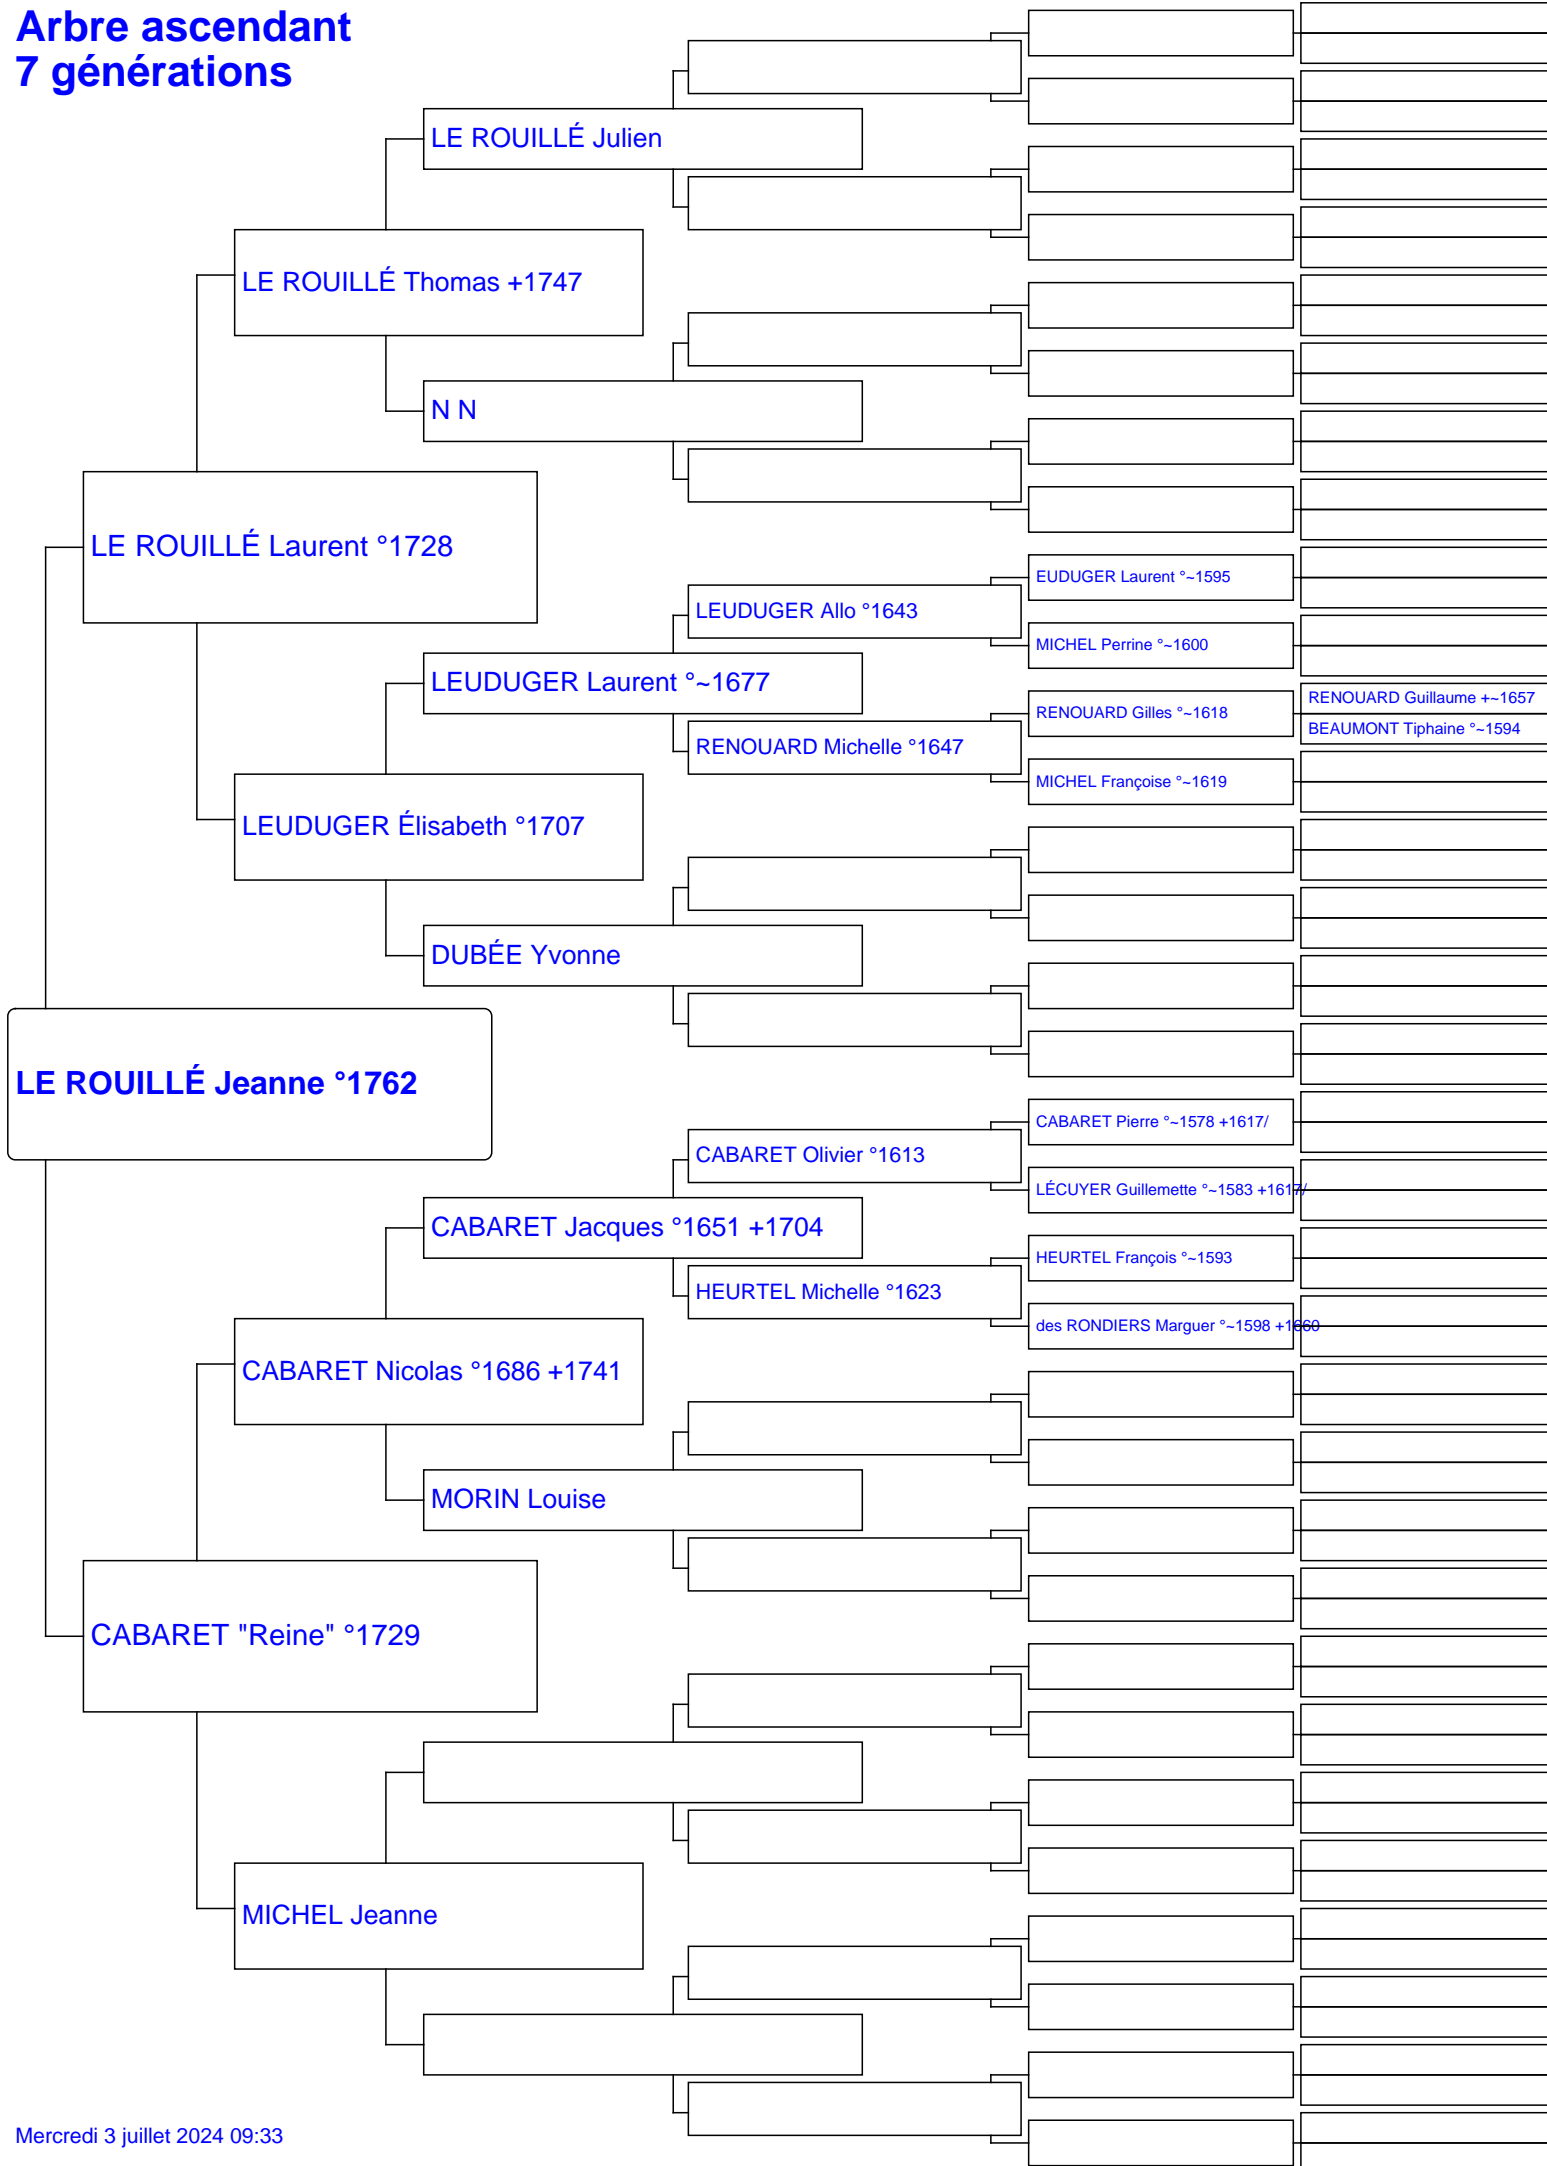 Arbre ascendant
7 générations
LE ROUILLÉ Julien
LE ROUILLÉ Thomas +1747
N N
LE ROUILLÉ Laurent °1728
EUDUGER Laurent °~1595
LEUDUGER Allo °1643
MICHEL Perrine °~1600
LEUDUGER Laurent °~1677
RENOUARD Guillaume +~1657
RENOUARD Gilles °~1618
BEAUMONT Tiphaine °~1594
RENOUARD Michelle °1647
MICHEL Françoise °~1619
LEUDUGER Élisabeth °1707
DUBÉE Yvonne
LE ROUILLÉ Jeanne °1762
CABARET Pierre °~1578 +1617/
CABARET Olivier °1613
LÉCUYER Guillemette °~1583 +1617/
CABARET Jacques °1651 +1704
HEURTEL François °~1593
HEURTEL Michelle °1623
des RONDIERS Marguer °~1598 +1660
CABARET Nicolas °1686 +1741
MORIN Louise
CABARET "Reine" °1729
MICHEL Jeanne
Mercredi 3 juillet 2024 09:33